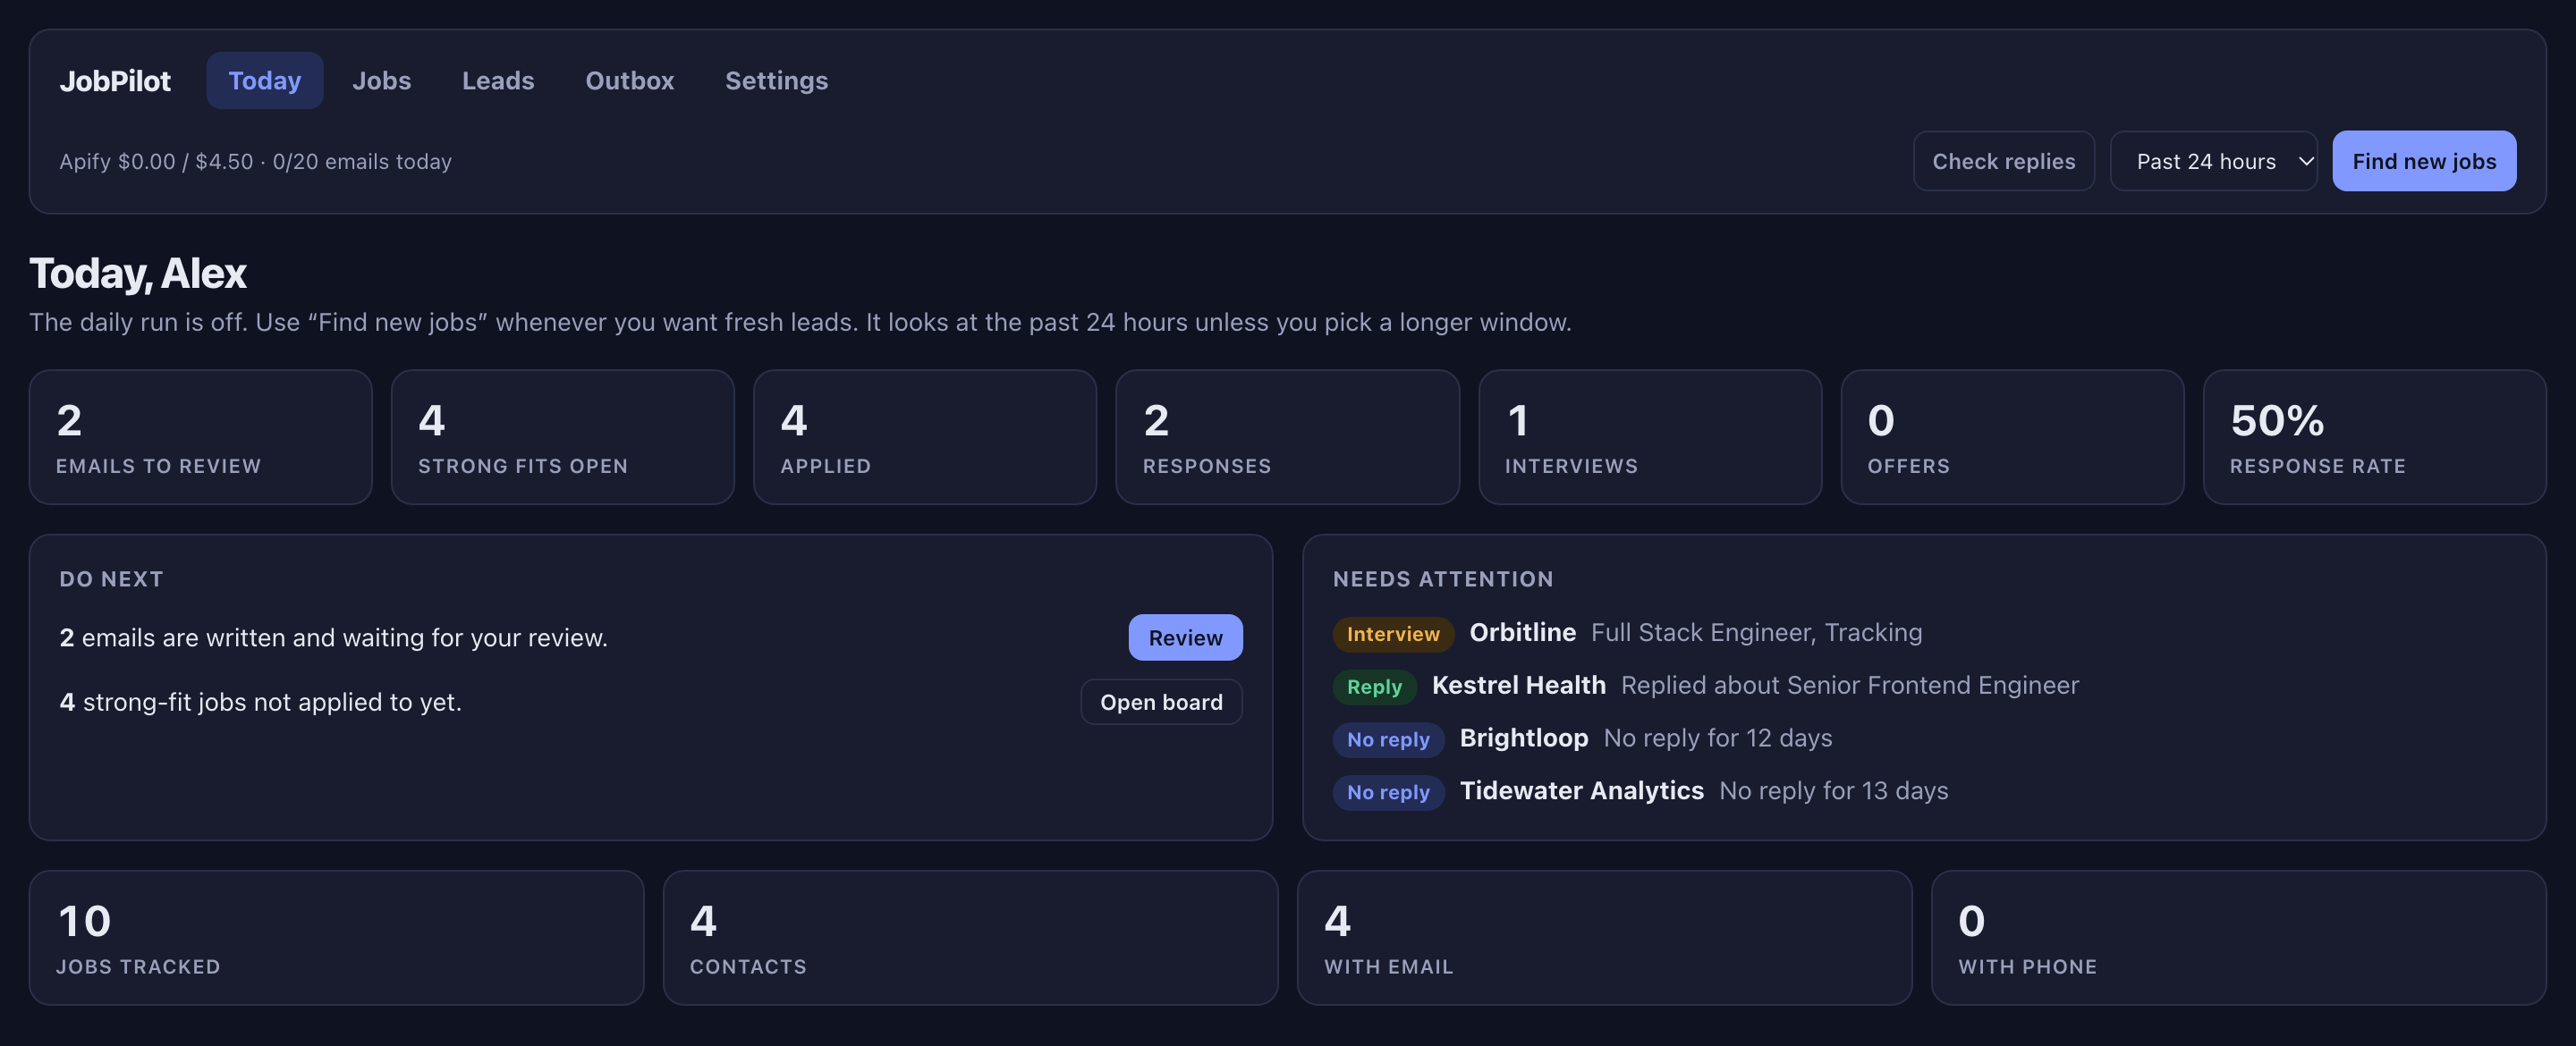 JobPilot Today Jobs Leads Outbox Settings
Apify $0.00 / $4.50 · 0/20 emails today Check replies Past 24 hours Find new jobs
Today, Alex
The daily run is off. Use “Find new jobs” whenever you want fresh leads. It looks at the past 24 hours unless you pick a longer window.
2
EMAILS TO REVIEW
4
STRONG FITS OPEN
4
APPLIED
2
RESPONSES
1
INTERVIEWS
0
OFFERS
50%
RESPONSE RATE
DO NEXT
2 emails are written and waiting for your review. Review
4 strong-fit jobs not applied to yet. Open board
NEEDS ATTENTION
Interview Orbitline Full Stack Engineer, Tracking
Reply Kestrel Health Replied about Senior Frontend Engineer
No reply Brightloop No reply for 12 days
No reply Tidewater Analytics No reply for 13 days
10
JOBS TRACKED
4
CONTACTS
4
WITH EMAIL
0
WITH PHONE